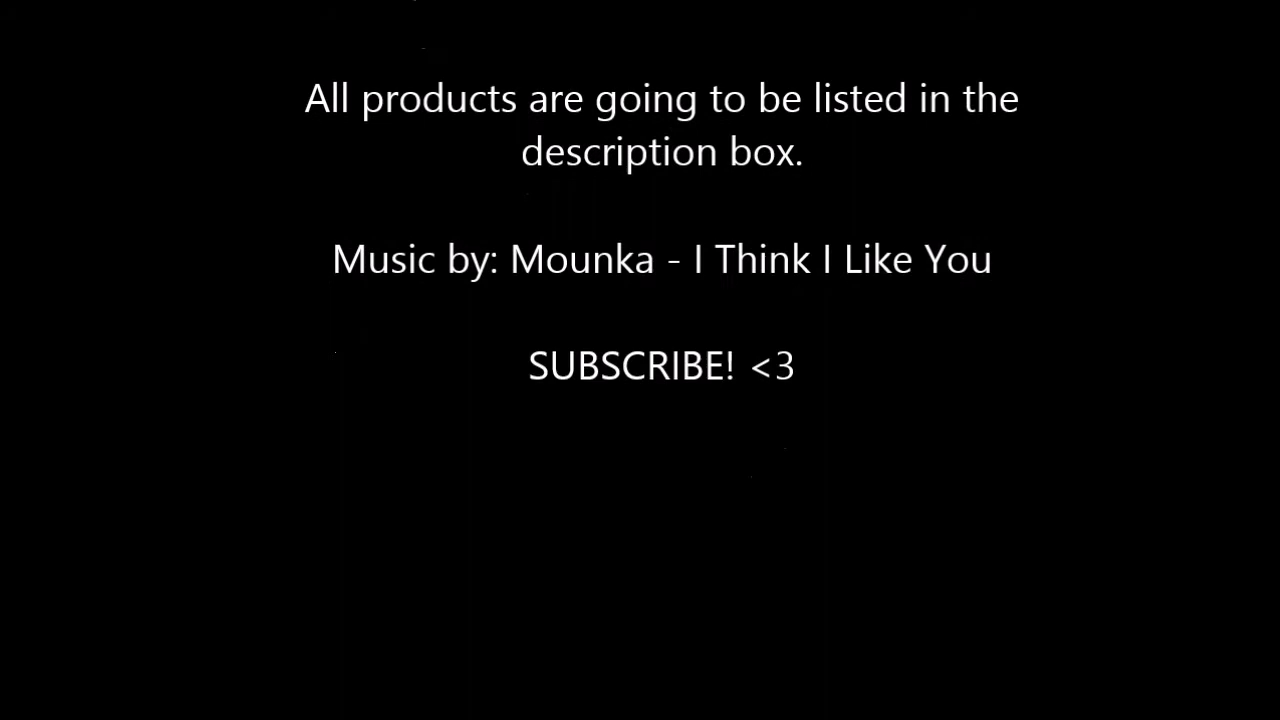 All products are going to be listed in the
description box.
Music by: Mounka - I Think I Like You
SUBSCRIBE! <3